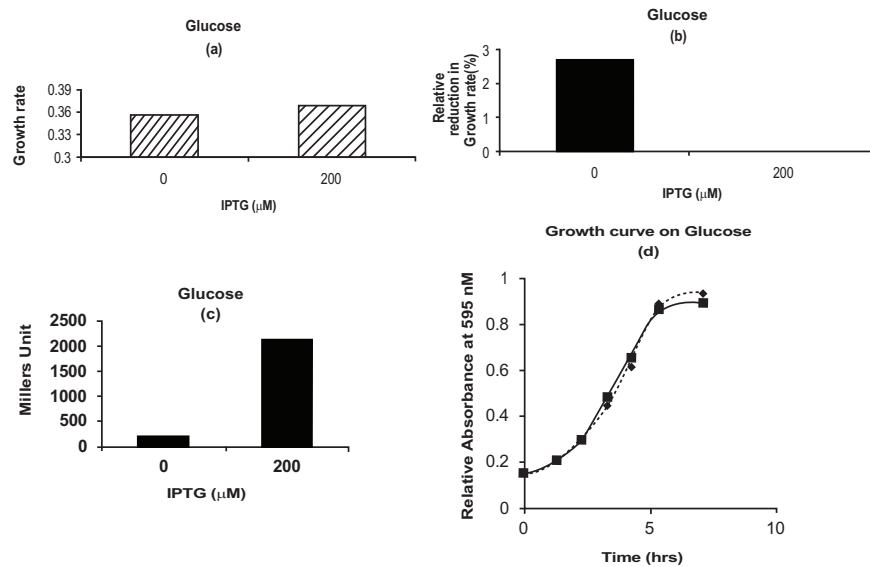 Glucose
(a)
Growth rate
0.39
0.36
0.33
0.3
0
200
IPTG (μM)
Glucose
(b)
Relative
reduction in
Growth rate(%)
3
2
1
0
0
200
IPTG (μM)
Glucose
(c)
Millers Unit
2500
2000
1500
1000
500
0
0
200
IPTG (μM)
Growth curve on Glucose
(d)
Relative Absorbance at 595 nM
1
0.8
0.6
0.4
0.2
0
0
5
10
Time (hrs)